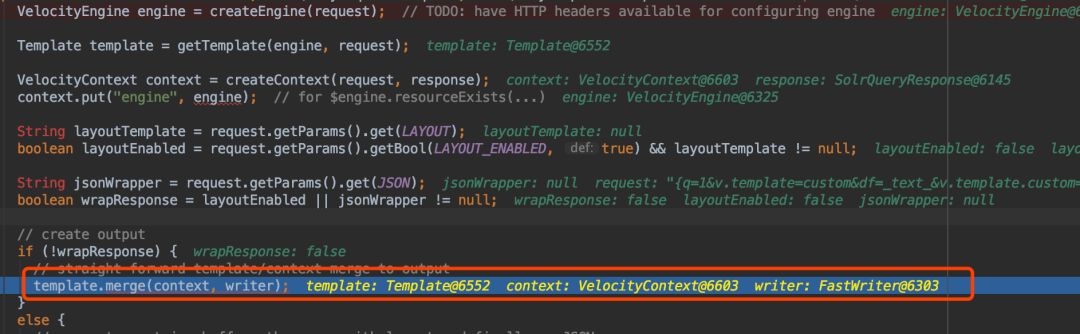 VelocityEngine engine = createEngine(request);  // TODO: have HTTP headers available for configuring engine  engine: VelocityEngine@6
Template template = getTemplate(engine, request);  template: Template@6552
VelocityContext context = createContext(request, response);  context: VelocityContext@6603  response: SolrQueryResponse@6145
context.put("engine", engine);  // for $engine.resourceExists(...)  engine: VelocityEngine@6325
String layoutTemplate = request.getParams().get(LAYOUT);  layoutTemplate: null
boolean layoutEnabled = request.getParams().getBool(LAYOUT_ENABLED, def: true) && layoutTemplate != null;  layoutEnabled: false  layo
String jsonWrapper = request.getParams().get(JSON);  jsonWrapper: null  request: "{q=1&v.template=custom&df=_text_&v.template.custom=
boolean wrapResponse = layoutEnabled || jsonWrapper != null;  wrapResponse: false  layoutEnabled: false  jsonWrapper: null
// create output
if (!wrapResponse) {  wrapResponse: false
// straight-forward template/context merge to output
template.merge(context, writer);  template: Template@6552  context: VelocityContext@6603  writer: FastWriter@6303
}
else {